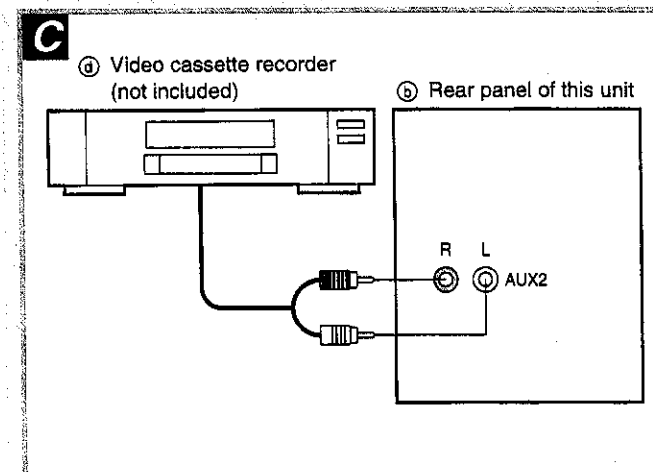 C
ⓓ Video cassette recorder
(not included)
ⓑ Rear panel of this unit
R L
AUX2